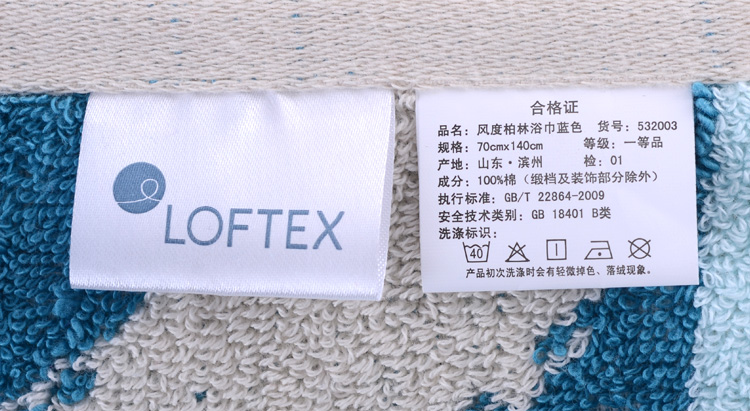 LOFTEX
合格证
品名：风度柏林浴巾蓝色 货号：532003
规格：70cmx140cm 等级：一等品
产地：山东·滨州 检：01
成分：100%棉（缎档及装饰部分除外）
执行标准：GB/T 22864-2009
安全技术类别：GB 18401 B类
洗涤标识：
40
产品初次洗涤时会有轻微掉色、落绒现象。